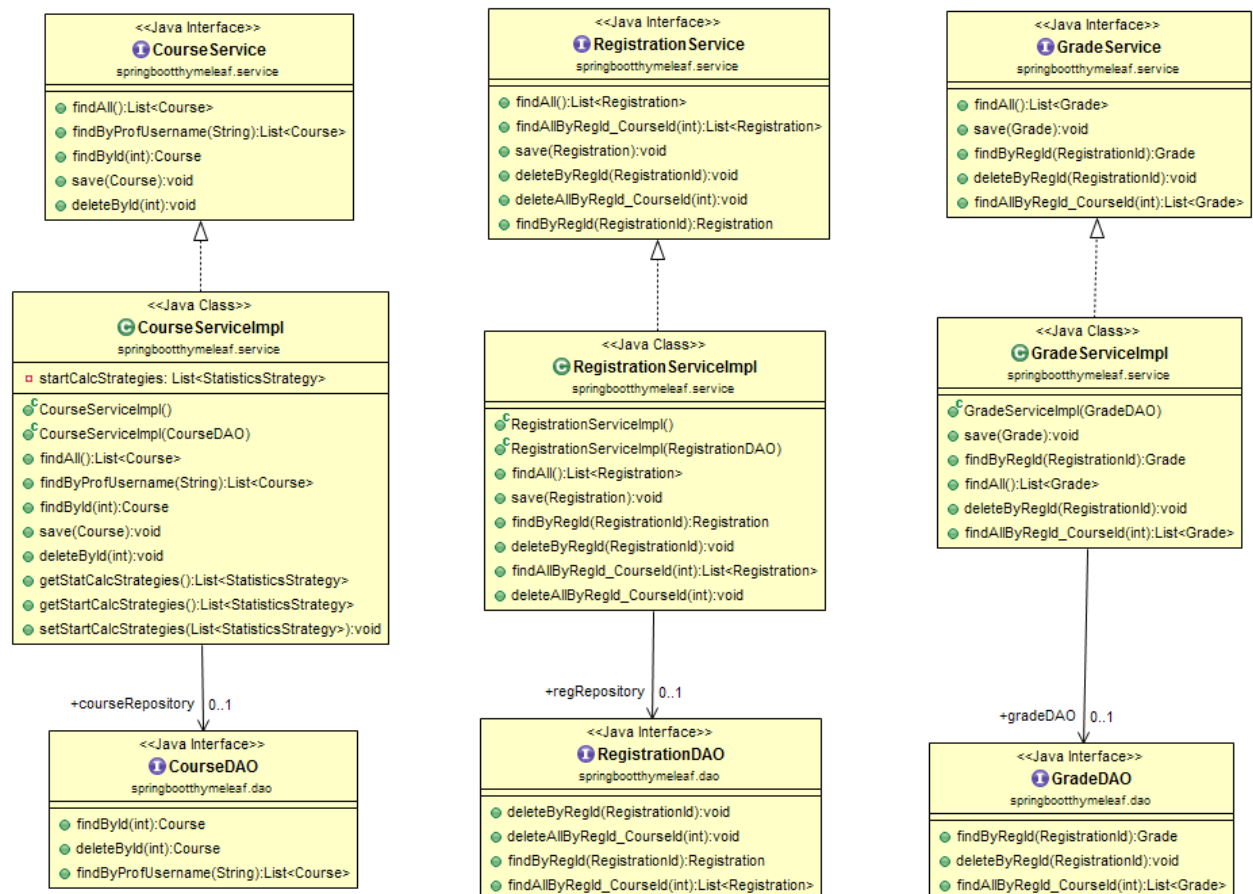 <<Java Interface>>
CourseService
springbootthymeleaf.service
findAll():List<Course>
findByProfUsername(String):List<Course>
findById(int):Course
save(Course):void
deleteById(int):void
<<Java Class>>
CourseServiceImpl
springbootthymeleaf.service
startCalcStrategies: List<StatisticsStrategy>
CourseServiceImpl()
CourseServiceImpl(CourseDAO)
findAll():List<Course>
findByProfUsername(String):List<Course>
findById(int):Course
save(Course):void
deleteById(int):void
getStatCalcStrategies():List<StatisticsStrategy>
getStartCalcStrategies():List<StatisticsStrategy>
setStartCalcStrategies(List<StatisticsStrategy>):void
+courseRepository 0..1
<<Java Interface>>
CourseDAO
springbootthymeleaf.dao
findById(int):Course
deleteById(int):Course
findByProfUsername(String):List<Course>
<<Java Interface>>
RegistrationService
springbootthymeleaf.service
findAll():List<Registration>
findAllByRegId_CourseId(int):List<Registration>
save(Registration):void
deleteByRegId(RegistrationId):void
deleteAllByRegId_CourseId(int):void
findByRegId(RegistrationId):Registration
<<Java Class>>
RegistrationServiceImpl
springbootthymeleaf.service
RegistrationServiceImpl()
RegistrationServiceImpl(RegistrationDAO)
findAll():List<Registration>
save(Registration):void
findByRegId(RegistrationId):Registration
deleteByRegId(RegistrationId):void
findAllByRegId_CourseId(int):List<Registration>
deleteAllByRegId_CourseId(int):void
+regRepository 0..1
<<Java Interface>>
RegistrationDAO
springbootthymeleaf.dao
deleteByRegId(RegistrationId):void
deleteAllByRegId_CourseId(int):void
findByRegId(RegistrationId):Registration
findAllByRegId_CourseId(int):List<Registration>
<<Java Interface>>
GradeService
springbootthymeleaf.service
findAll():List<Grade>
save(Grade):void
findByRegId(RegistrationId):Grade
deleteByRegId(RegistrationId):void
findAllByRegId_CourseId(int):List<Grade>
<<Java Class>>
GradeServiceImpl
springbootthymeleaf.service
GradeServiceImpl(GradeDAO)
save(Grade):void
findByRegId(RegistrationId):Grade
findAll():List<Grade>
deleteByRegId(RegistrationId):void
findAllByRegId_CourseId(int):List<Grade>
+gradeDAO 0..1
<<Java Interface>>
GradeDAO
springbootthymeleaf.dao
findByRegId(RegistrationId):Grade
deleteByRegId(RegistrationId):void
findAllByRegId_CourseId(int):List<Grade>